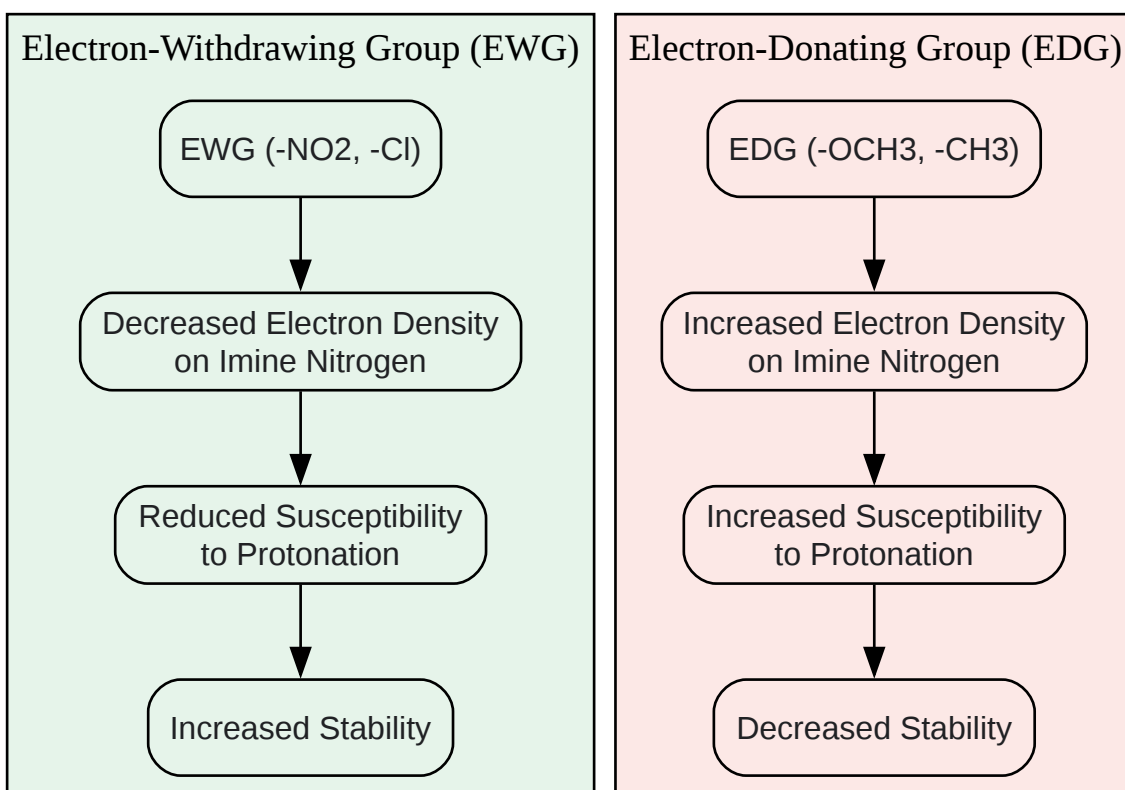 Electron-Withdrawing Group (EWG)
EWG (-NO2, -Cl)
Decreased Electron Density
on Imine Nitrogen
Reduced Susceptibility
to Protonation
Increased Stability
Electron-Donating Group (EDG)
EDG (-OCH3, -CH3)
Increased Electron Density
on Imine Nitrogen
Increased Susceptibility
to Protonation
Decreased Stability